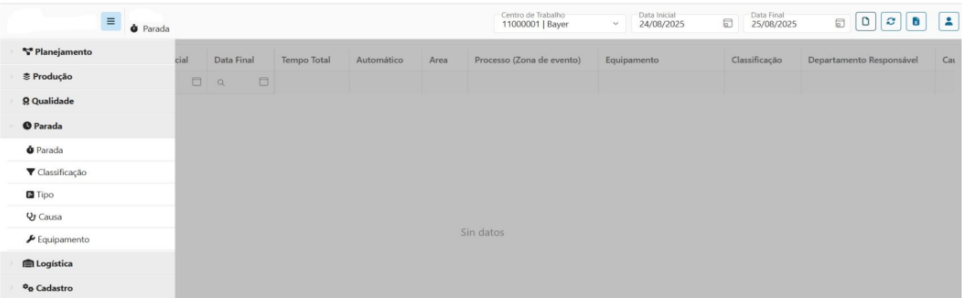 Parada
Centro de Trabalho
11000001 | Bayer
Data Inicial
24/08/2025
Data Final
25/08/2025
Planejamento
Produção
Qualidade
Parada
Parada
Classificação
Tipo
Causa
Equipamento
Logística
Cadastro
cial Data Final Tempo Total Automático Area Processo (Zona de evento) Equipamento Classificação Departamento Responsável Cau
Sin datos